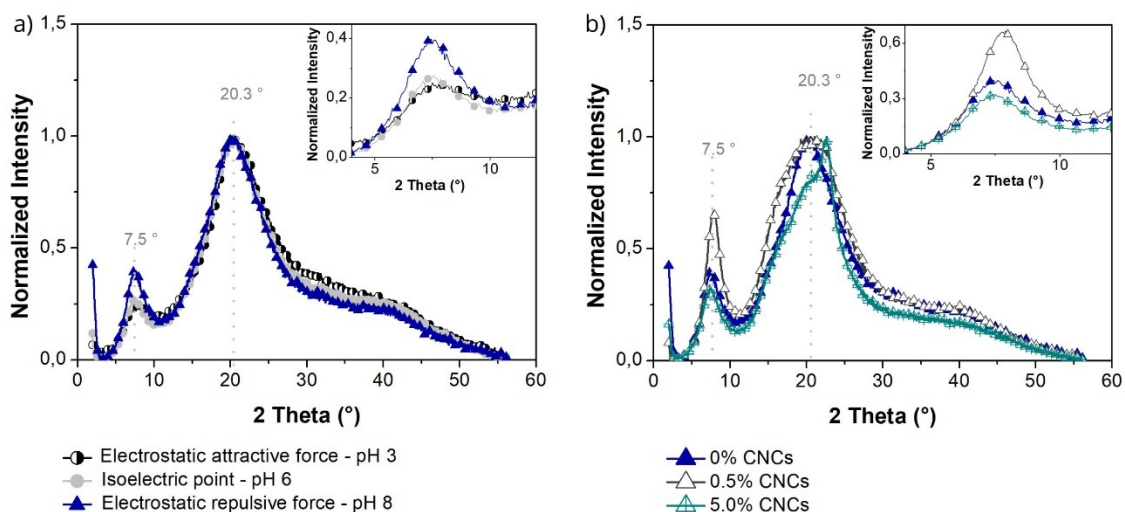 a)
Normalized Intensity
1,5
1,0
0,5
0,0
0 10 20 30 40 50 60
2 Theta (°)
7.5 °
20.3 °
Normalized Intensity
0,4
0,2
0,0
5 10
2 Theta (°)
Electrostatic attractive force - pH 3
Isoelectric point - pH 6
Electrostatic repulsive force - pH 8
b)
Normalized Intensity
1,5
1,0
0,5
0,0
0 10 20 30 40 50 60
2 Theta (°)
7.5 °
20.3 °
Normalized Intensity
0,6
0,3
0,0
5 10
2 Theta (°)
0% CNCs
0.5% CNCs
5.0% CNCs